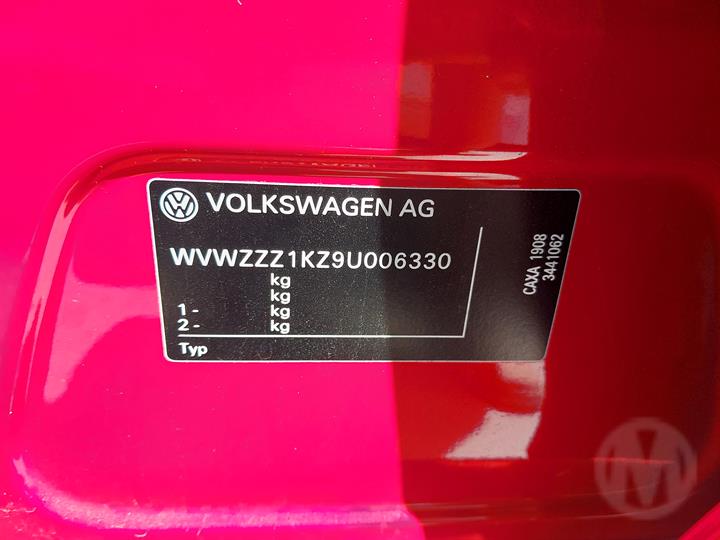 VOLKSWAGEN AG
WVWZZZ1KZ9U006330
kg
kg
1 - kg
2 - kg
Typ
CAXA 1908
3441062